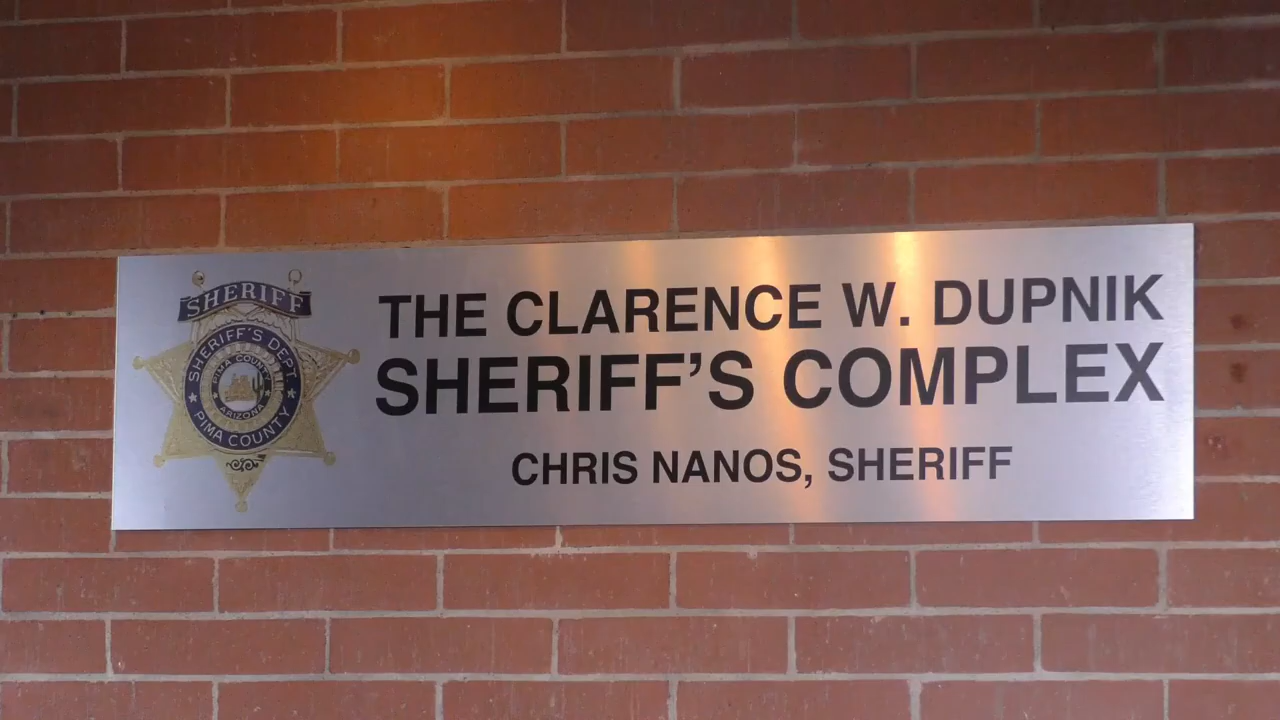 SHERIFF
SHERIFF'S DEPT.
PIMA COUNTY
ARIZONA
PIMA COUNTY
THE CLARENCE W. DUPNIK
SHERIFF'S COMPLEX
CHRIS NANOS, SHERIFF